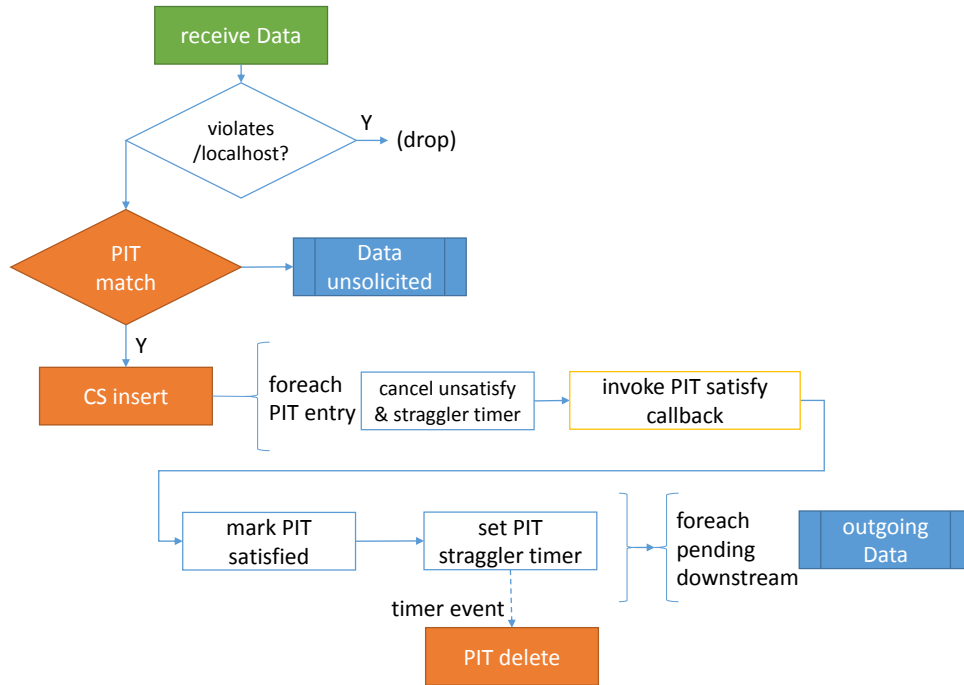 receive Data
violates
/localhost?
Y
(drop)
PIT
match
Data
unsolicited
Y
CS insert
foreach
PIT entry
cancel unsatisfy
& straggler timer
invoke PIT satisfy
callback
mark PIT
satisfied
set PIT
straggler timer
foreach
pending
downstream
outgoing
Data
timer event
PIT delete